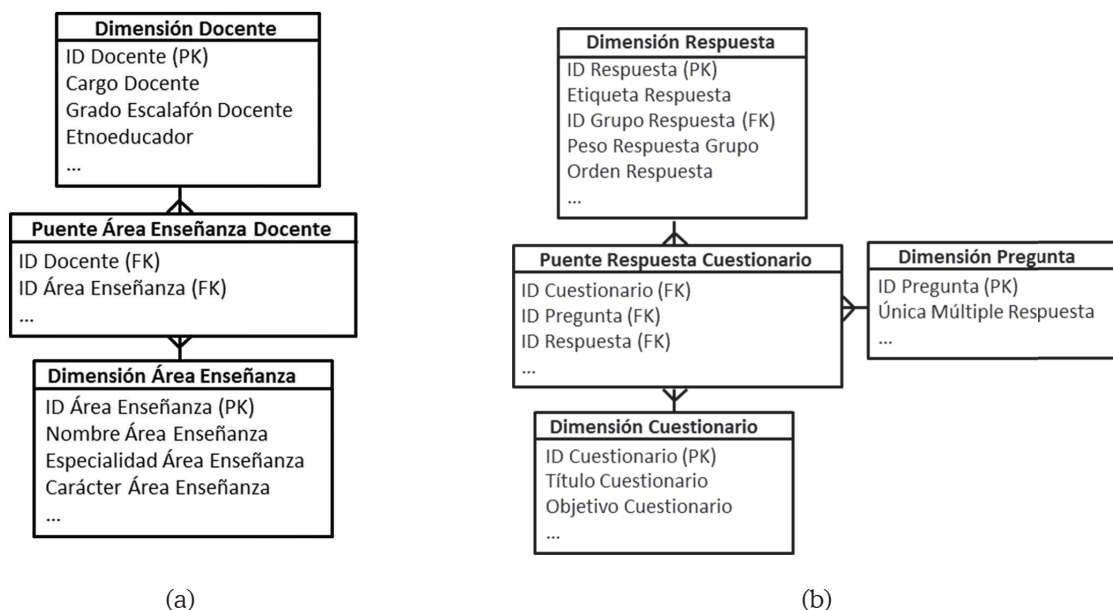 Dimensión Docente
ID Docente (PK)
Cargo Docente
Grado Escalafón Docente
Etnoeducador
...
Puente Área Enseñanza Docente
ID Docente (FK)
ID Área Enseñanza (FK)
...
Dimensión Área Enseñanza
ID Área Enseñanza (PK)
Nombre Área Enseñanza
Especialidad Área Enseñanza
Carácter Área Enseñanza
...
(a)
Dimensión Respuesta
ID Respuesta (PK)
Etiqueta Respuesta
ID Grupo Respuesta (FK)
Peso Respuesta Grupo
Orden Respuesta
...
Puente Respuesta Cuestionario
ID Cuestionario (FK)
ID Pregunta (FK)
ID Respuesta (FK)
...
Dimensión Pregunta
ID Pregunta (PK)
Única Múltiple Respuesta
...
Dimensión Cuestionario
ID Cuestionario (PK)
Título Cuestionario
Objetivo Cuestionario
...
(b)